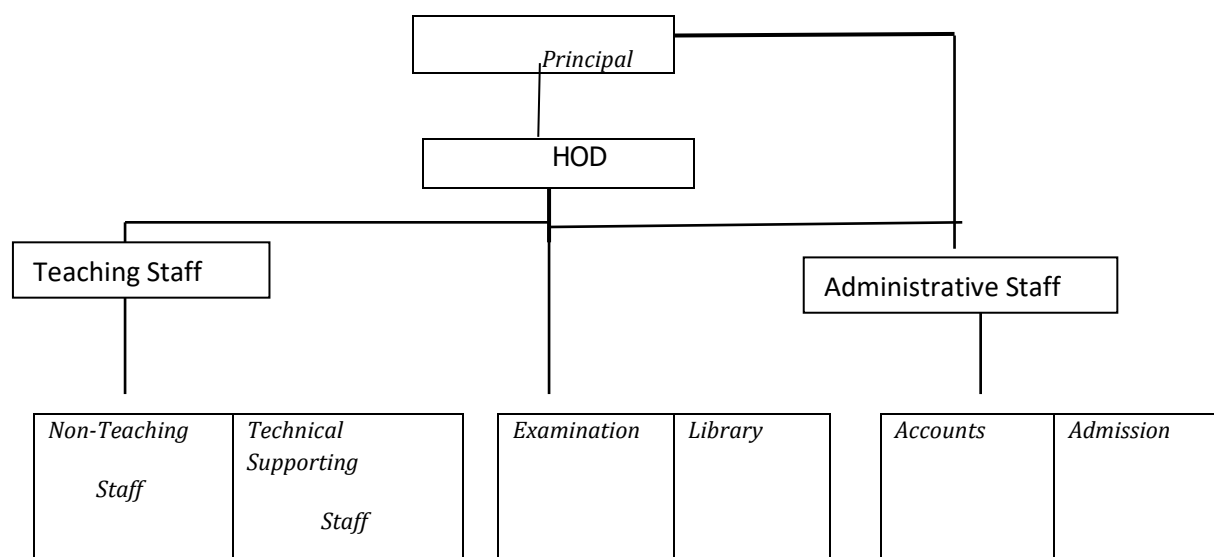 Principal
HOD
Teaching Staff
Administrative Staff
Non-Teaching
Staff
Technical
Supporting
Staff
Examination
Library
Accounts
Admission